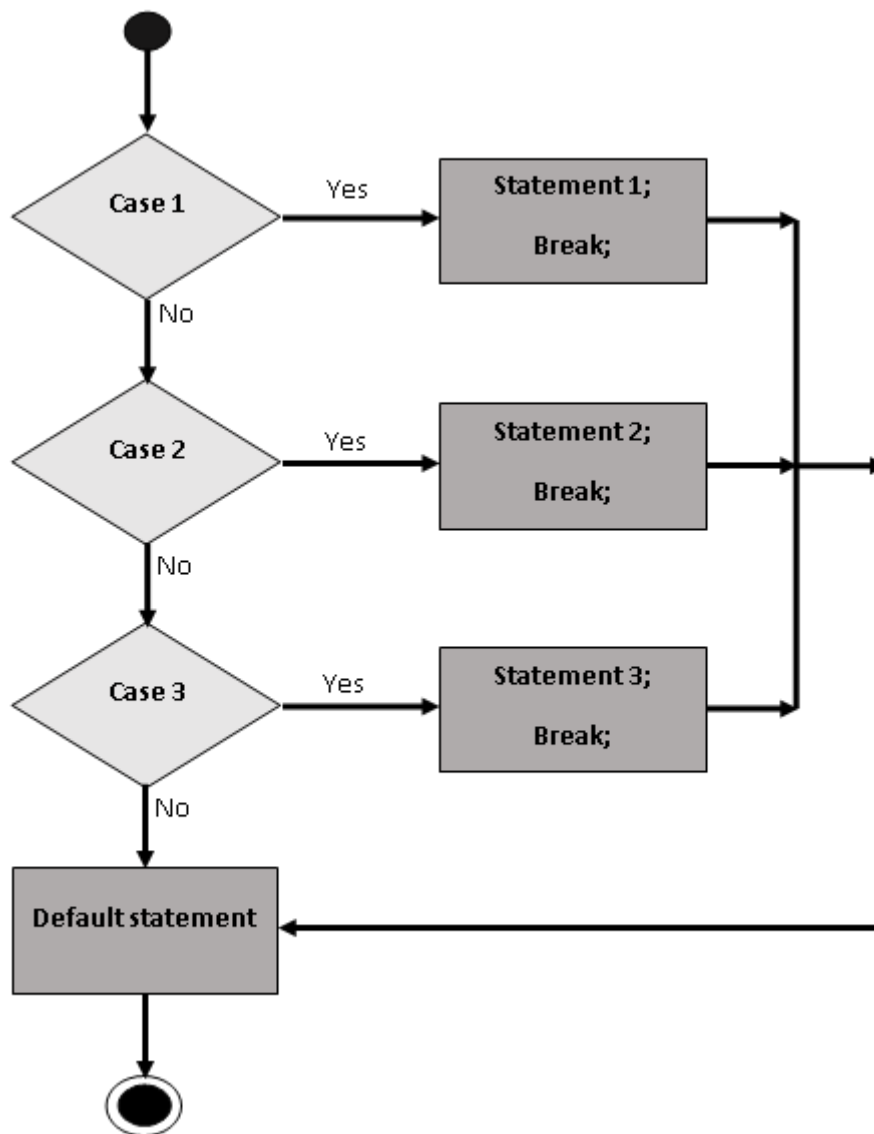 Case 1
Yes
Statement 1;
Break;
No
Case 2
Yes
Statement 2;
Break;
No
Case 3
Yes
Statement 3;
Break;
No
Default statement